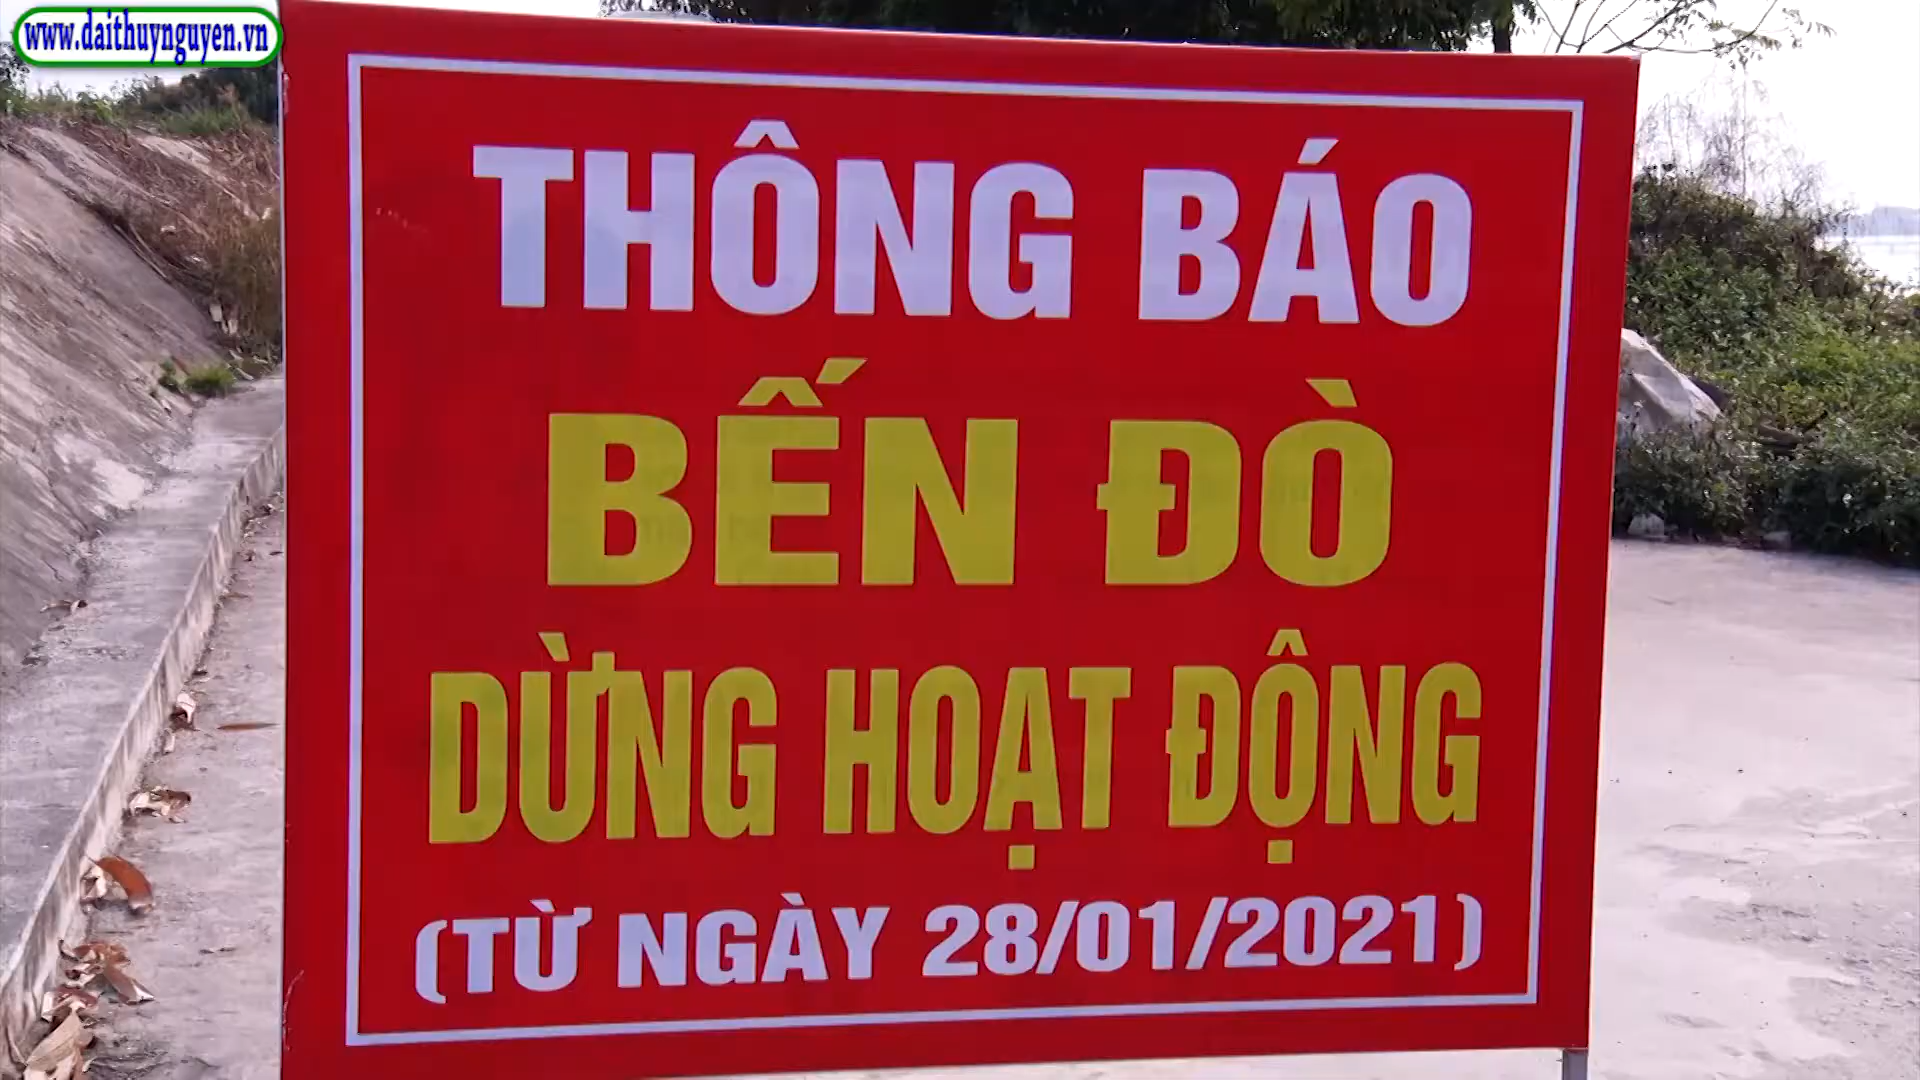 www.daithuynguyen.vn
THÔNG BÁO
BẾN ĐÒ
DỪNG HOẠT ĐỘNG
(TỪ NGÀY 28/01/2021)